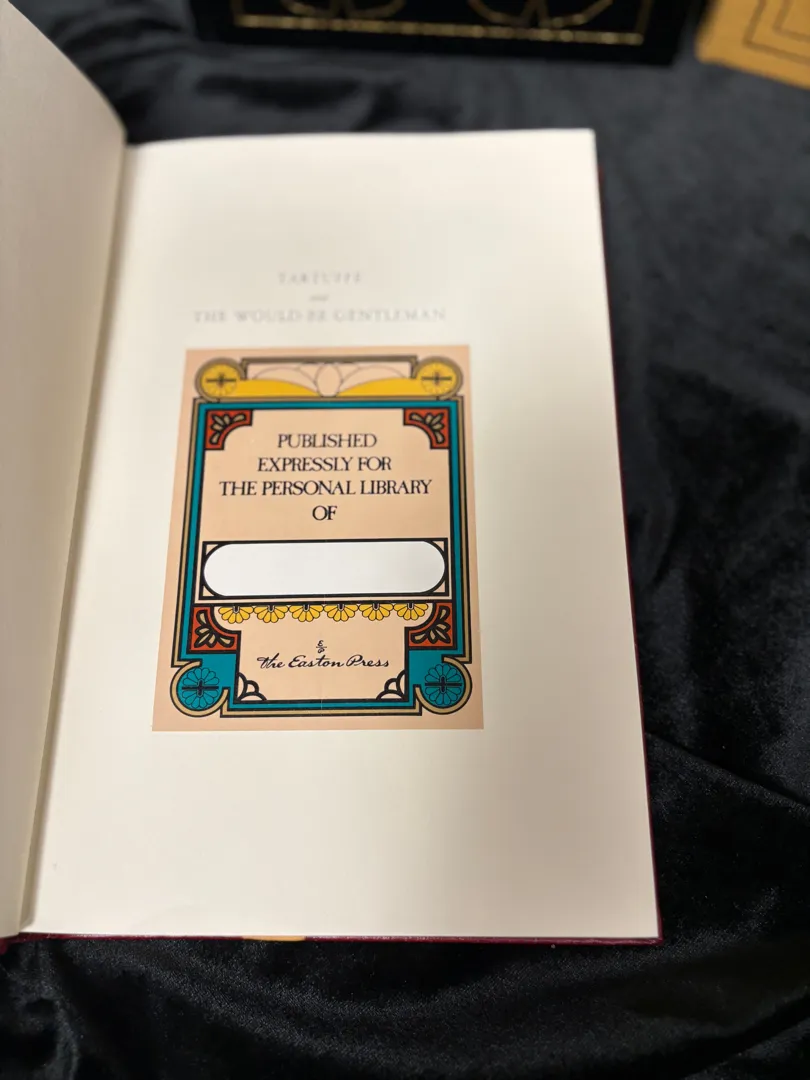 TARTUFFE
and
THE WOULD-BE GENTLEMAN
PUBLISHED
EXPRESSLY FOR
THE PERSONAL LIBRARY
OF
The Easton Press